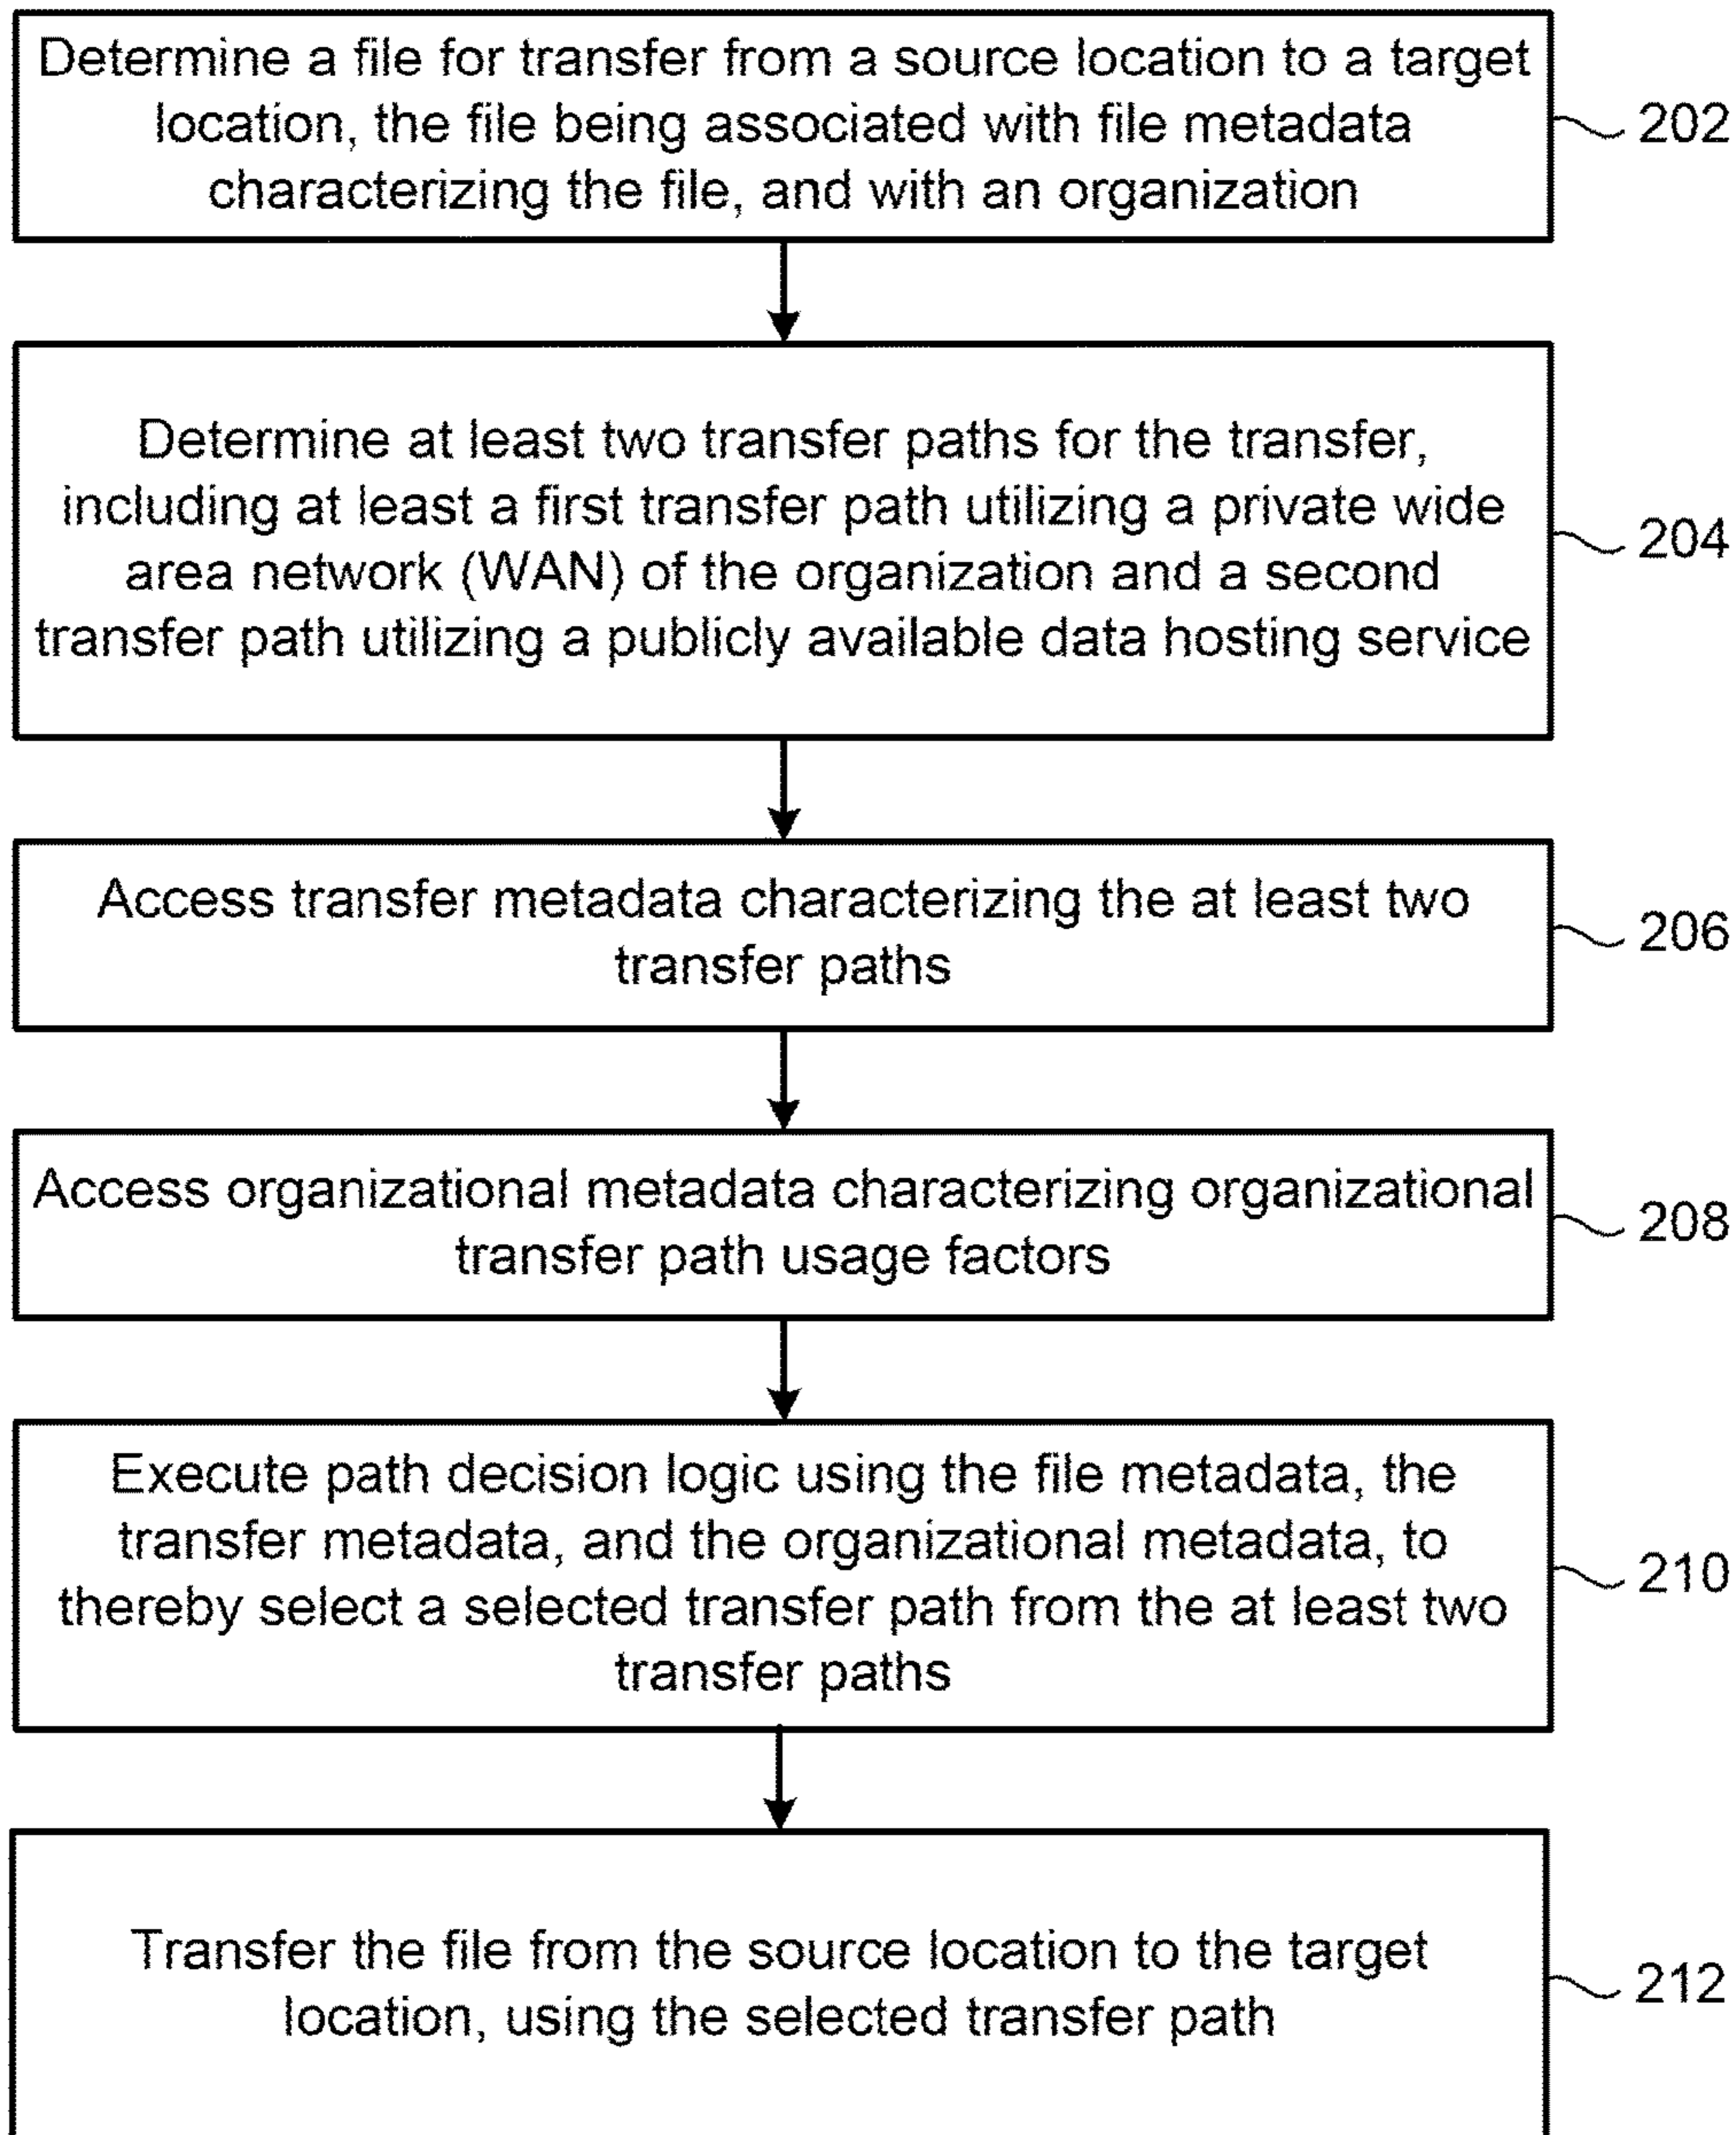 Determine a file for transfer from a source location to a target
location, the file being associated with file metadata
characterizing the file, and with an organization
202
Determine at least two transfer paths for the transfer,
including at least a first transfer path utilizing a private wide
area network (WAN) of the organization and a second
transfer path utilizing a publicly available data hosting service
204
Access transfer metadata characterizing the at least two
transfer paths
206
Access organizational metadata characterizing organizational
transfer path usage factors
208
Execute path decision logic using the file metadata, the
transfer metadata, and the organizational metadata, to
thereby select a selected transfer path from the at least two
transfer paths
210
Transfer the file from the source location to the target
location, using the selected transfer path
212